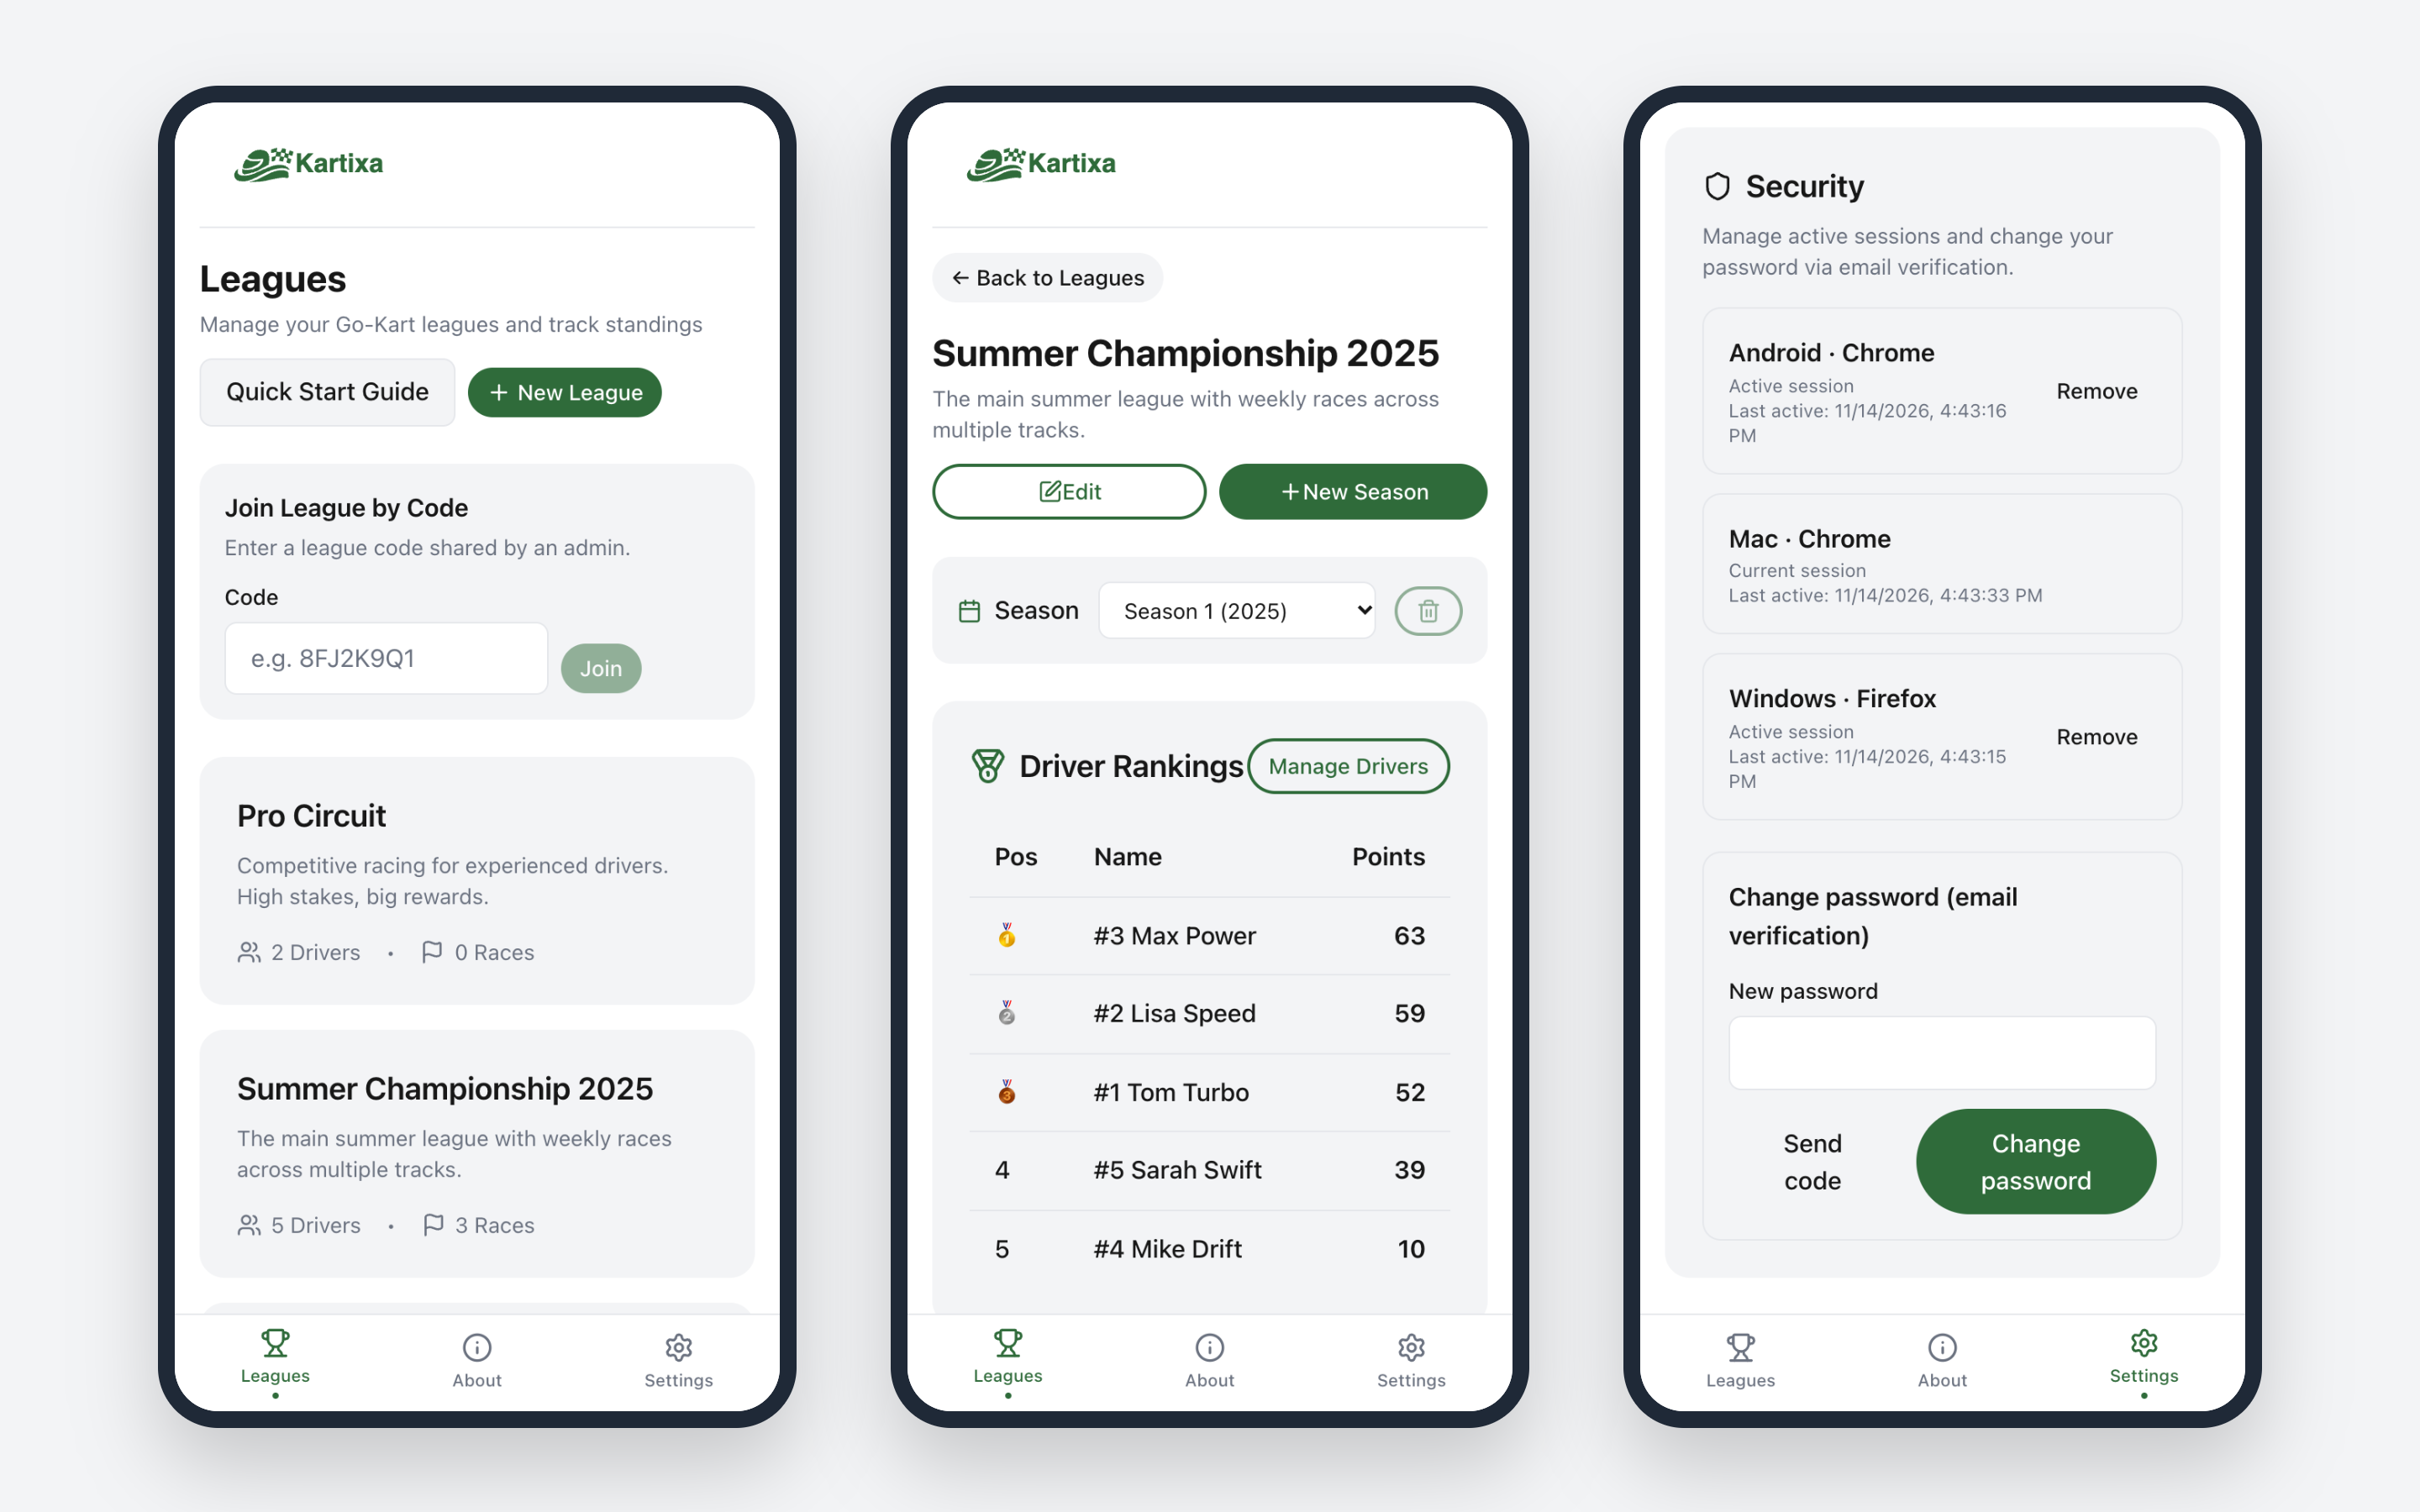 Kartixa
Leagues
Manage your Go-Kart leagues and track standings
Quick Start Guide
+ New League
Join League by Code
Enter a league code shared by an admin.
Code
e.g. 8FJ2K9Q1
Join
Pro Circuit
Competitive racing for experienced drivers.
High stakes, big rewards.
2 Drivers • 0 Races
Summer Championship 2025
The main summer league with weekly races
across multiple tracks.
5 Drivers • 3 Races
Leagues
About
Settings
Kartixa
← Back to Leagues
Summer Championship 2025
The main summer league with weekly races across
multiple tracks.
Edit
+New Season
Season
Season 1 (2025)
Driver Rankings
Manage Drivers
Pos Name Points
1 #3 Max Power 63
2 #2 Lisa Speed 59
3 #1 Tom Turbo 52
4 #5 Sarah Swift 39
5 #4 Mike Drift 10
Leagues
About
Settings
Security
Manage active sessions and change your
password via email verification.
Android · Chrome
Active session
Last active: 11/14/2026, 4:43:16
PM
Remove
Mac · Chrome
Current session
Last active: 11/14/2026, 4:43:33 PM
Windows · Firefox
Active session
Last active: 11/14/2026, 4:43:15
PM
Remove
Change password (email
verification)
New password
Send
code
Change
password
Leagues
About
Settings